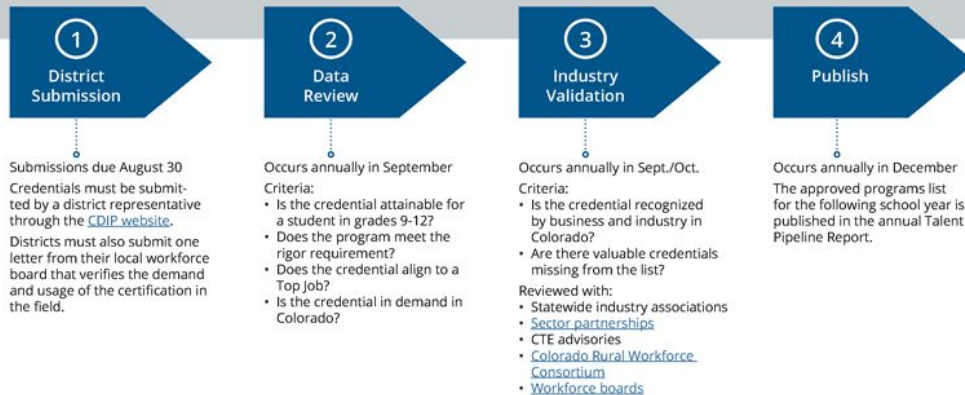 1
District
Submission
Submissions due August 30
Credentials must be submit-
ted by a district representative
through the CDIP website.
Districts must also submit one
letter from their local workforce
board that verifies the demand
and usage of the certification in
the field.
2
Data
Review
Occurs annually in September
Criteria:
• Is the credential attainable for
a student in grades 9-12?
• Does the program meet the
rigor requirement?
• Does the credential align to a
Top Job?
• Is the credential in demand in
Colorado?
3
Industry
Validation
Occurs annually in Sept./Oct.
Criteria:
• Is the credential recognized
by business and industry in
Colorado?
• Are there valuable credentials
missing from the list?
Reviewed with:
• Statewide industry associations
• Sector partnerships
• CTE advisories
• Colorado Rural Workforce
Consortium
• Workforce boards
4
Publish
Occurs annually in December
The approved programs list
for the following school year is
published in the annual Talent
Pipeline Report.